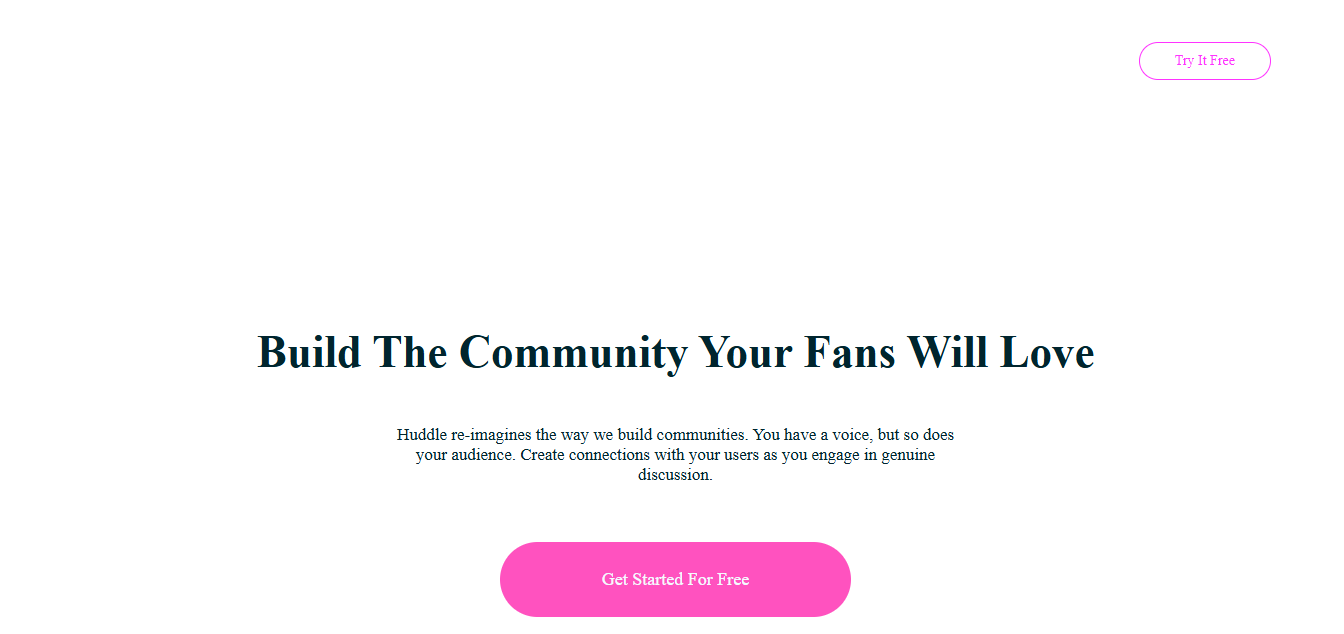 Try It Free
Build The Community Your Fans Will Love
Huddle re-imagines the way we build communities. You have a voice, but so does
your audience. Create connections with your users as you engage in genuine
discussion.
Get Started For Free